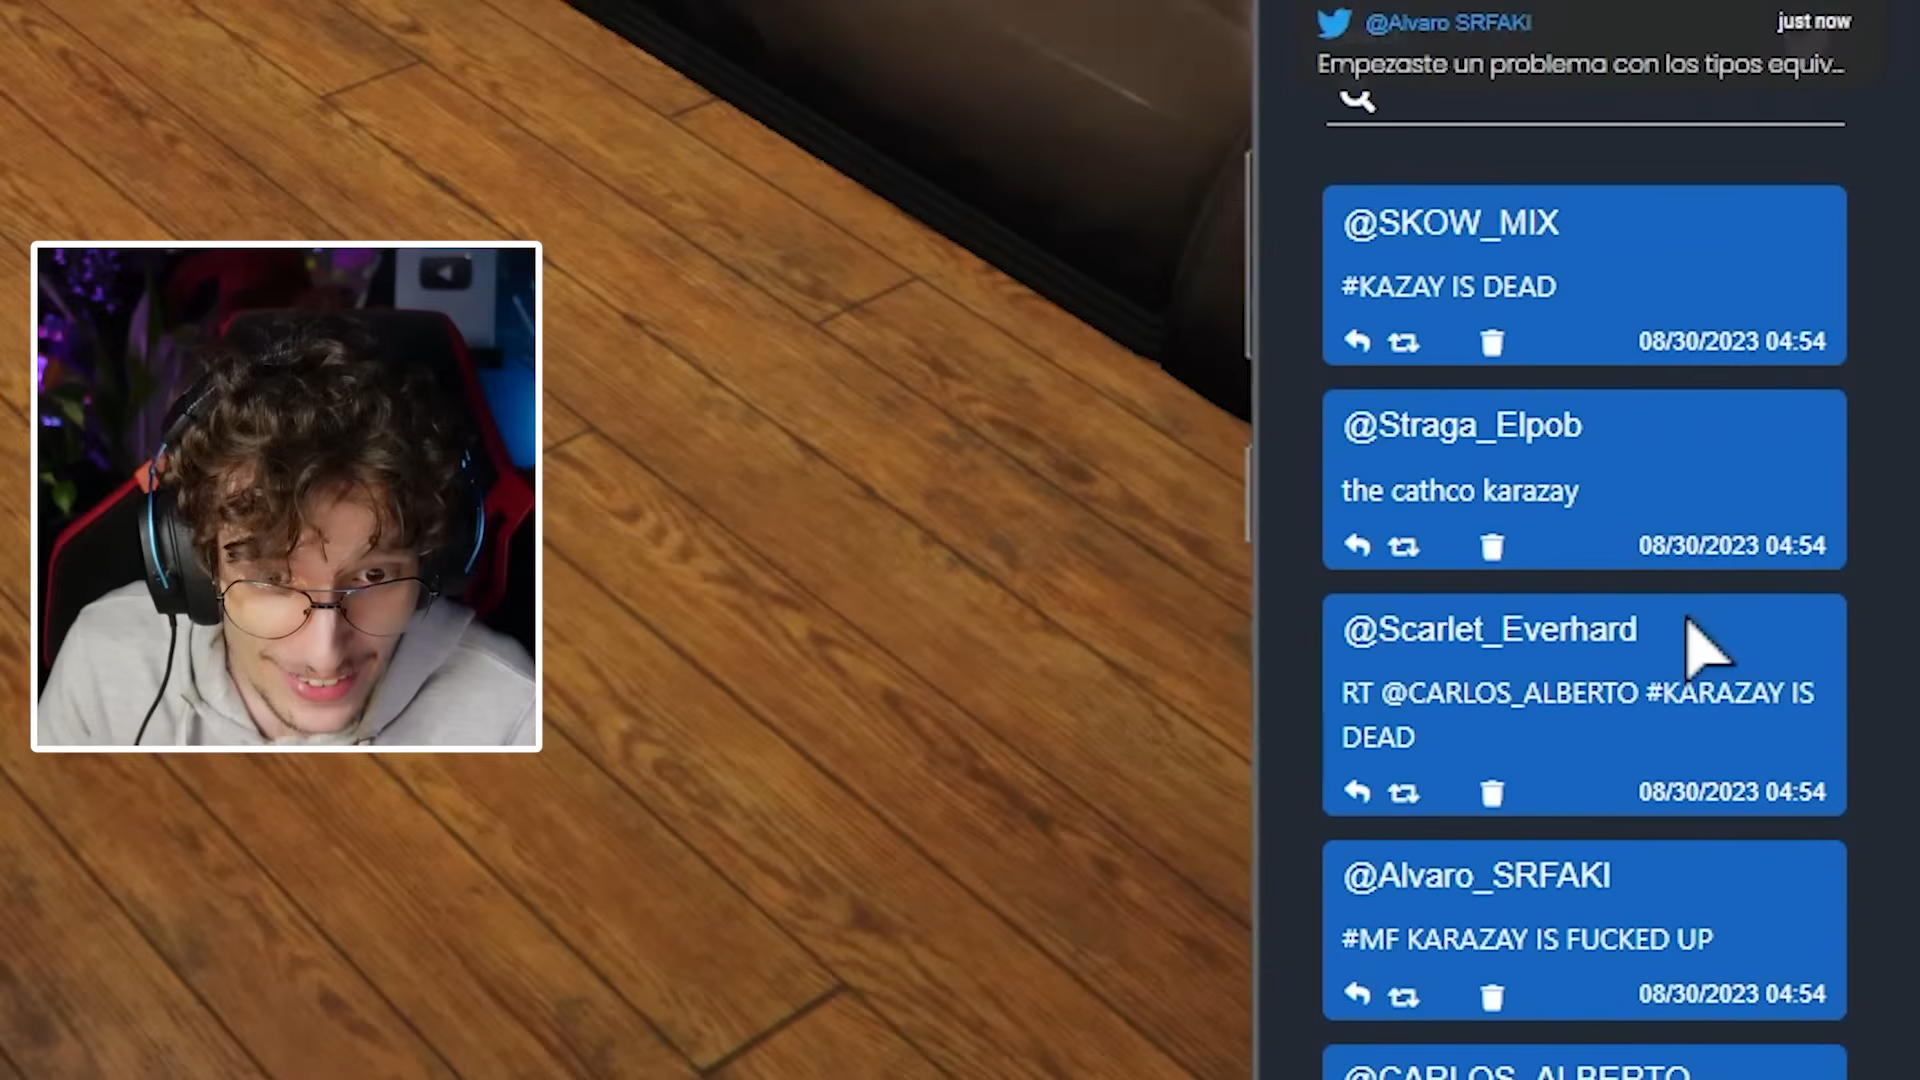 @Alvaro SRFAKI
just now
Empezaste un problema con los tipos equiv...
@SKOW_MIX
#KAZAY IS DEAD
08/30/2023 04:54
@Straga_Elpob
the cathco karazay
08/30/2023 04:54
@Scarlet_Everhard
RT @CARLOS_ALBERTO #KARAZAY IS
DEAD
08/30/2023 04:54
@Alvaro_SRFAKI
#MF KARAZAY IS FUCKED UP
08/30/2023 04:54
@CARLOS_ALBERTO